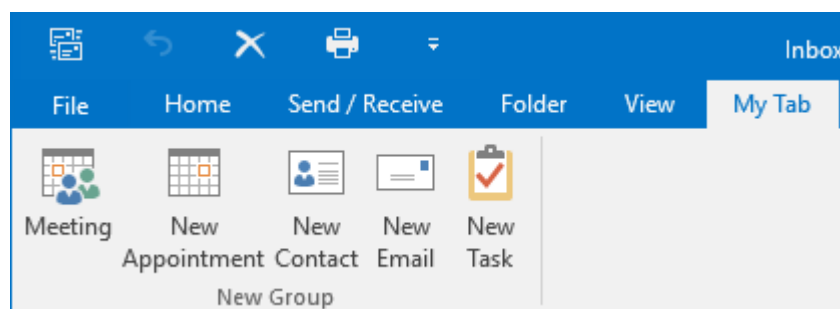 Inbox
File Home Send / Receive Folder View My Tab
Meeting New New New New
Appointment Contact Email Task
New Group